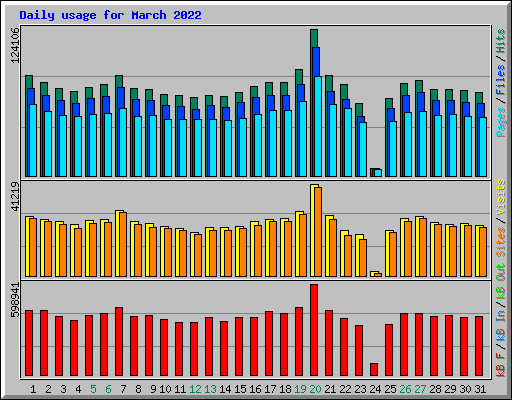 Daily usage for March 2022
124106
Pages / Files / Hits
41219
Sites / Visits
598941
kB F / kB In / kB Out
1 2 3 4 5 6 7 8 9 10 11 12 13 14 15 16 17 18 19 20 21 22 23 24 25 26 27 28 29 30 31